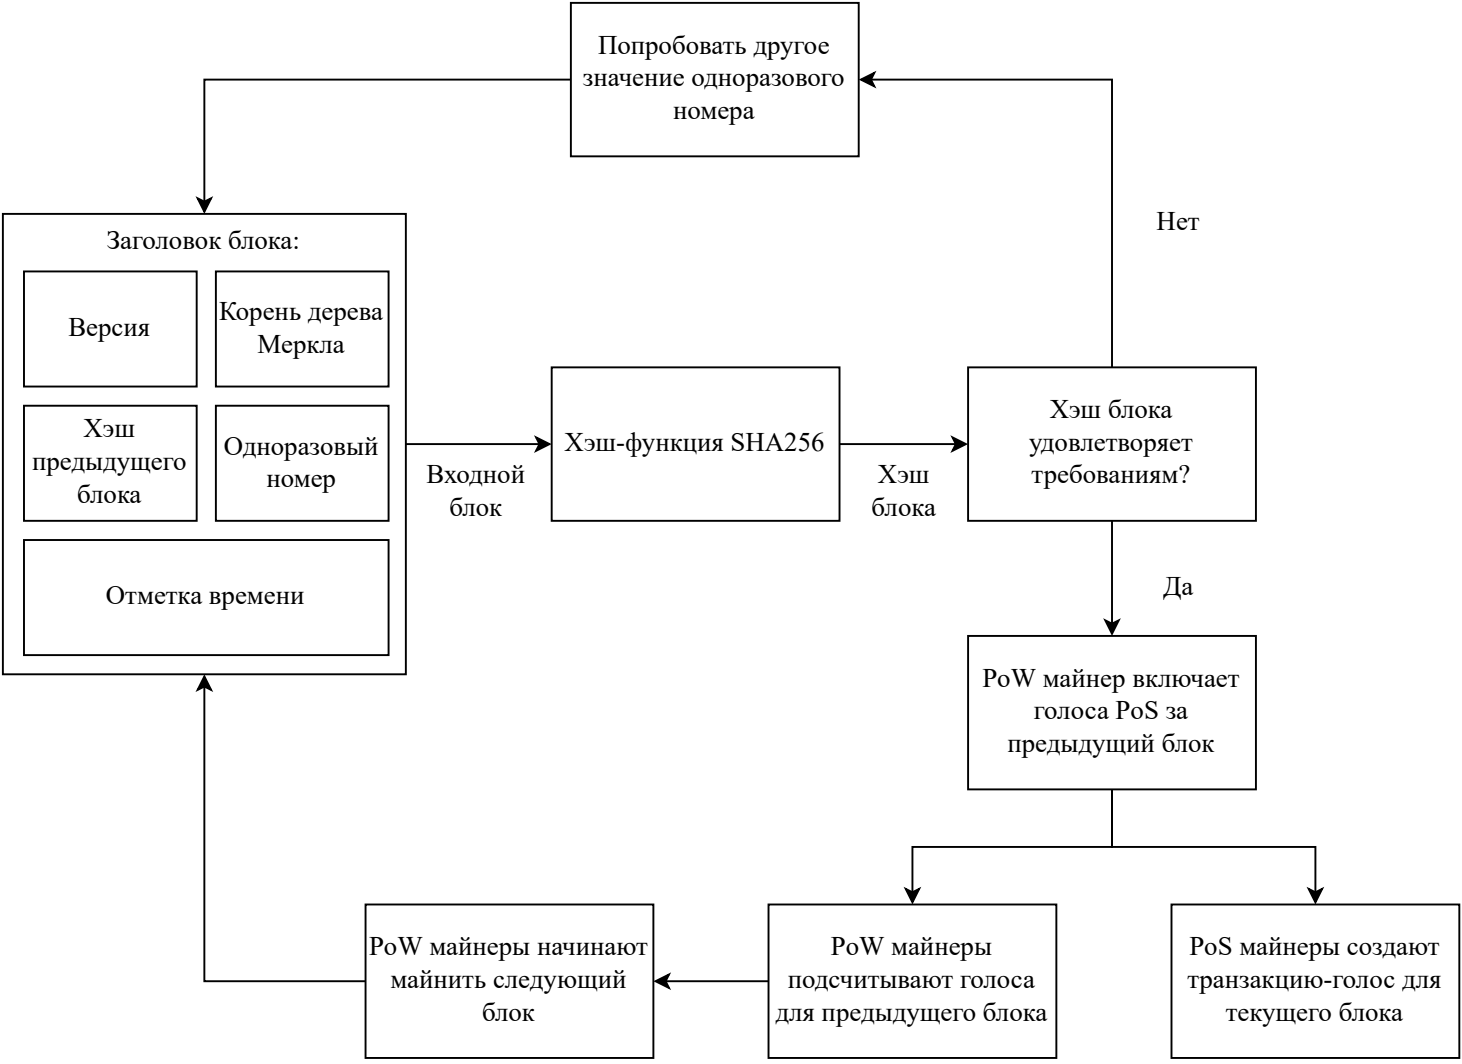 Попробовать другое
значение одноразового
номера
Нет
Заголовок блока:
Версия
Корень дерева
Меркла
Хэш
предыдущего
блока
Одноразовый
номер
Отметка времени
Входной
блок
Хэш-функция SHA256
Хэш
блока
Хэш блока
удовлетворяет
требованиям?
Да
PoW майнер включает
голоса PoS за
предыдущий блок
PoW майнеры начинают
майнить следующий
блок
PoW майнеры
подсчитывают голоса
для предыдущего блока
PoS майнеры создают
транзакцию-голос для
текущего блока